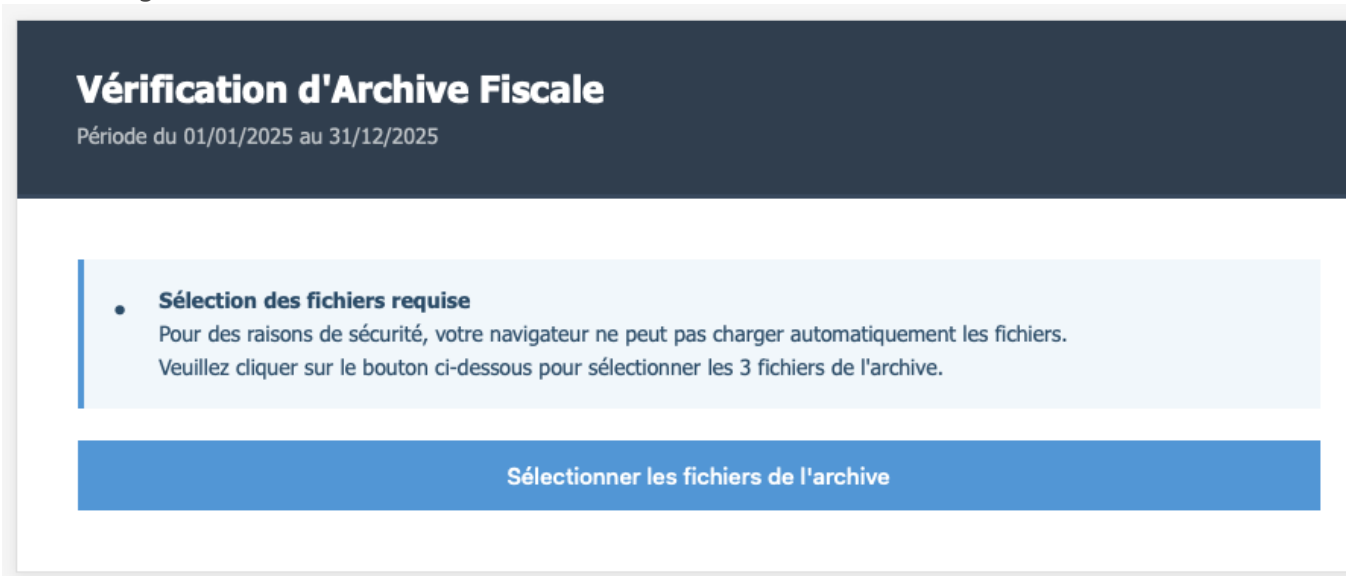 Vérification d'Archive Fiscale
Période du 01/01/2025 au 31/12/2025
• Sélection des fichiers requise
Pour des raisons de sécurité, votre navigateur ne peut pas charger automatiquement les fichiers.
Veuillez cliquer sur le bouton ci-dessous pour sélectionner les 3 fichiers de l'archive.
Sélectionner les fichiers de l'archive